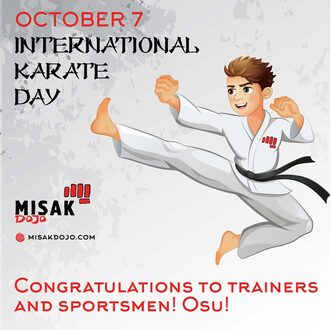 OCTOBER 7
INTERNATIONAL
KARATE
DAY
MISAK
DOJO
MISAKDOJO.COM
CONGRATULATIONS TO TRAINERS
AND SPORTSMEN! OSU!